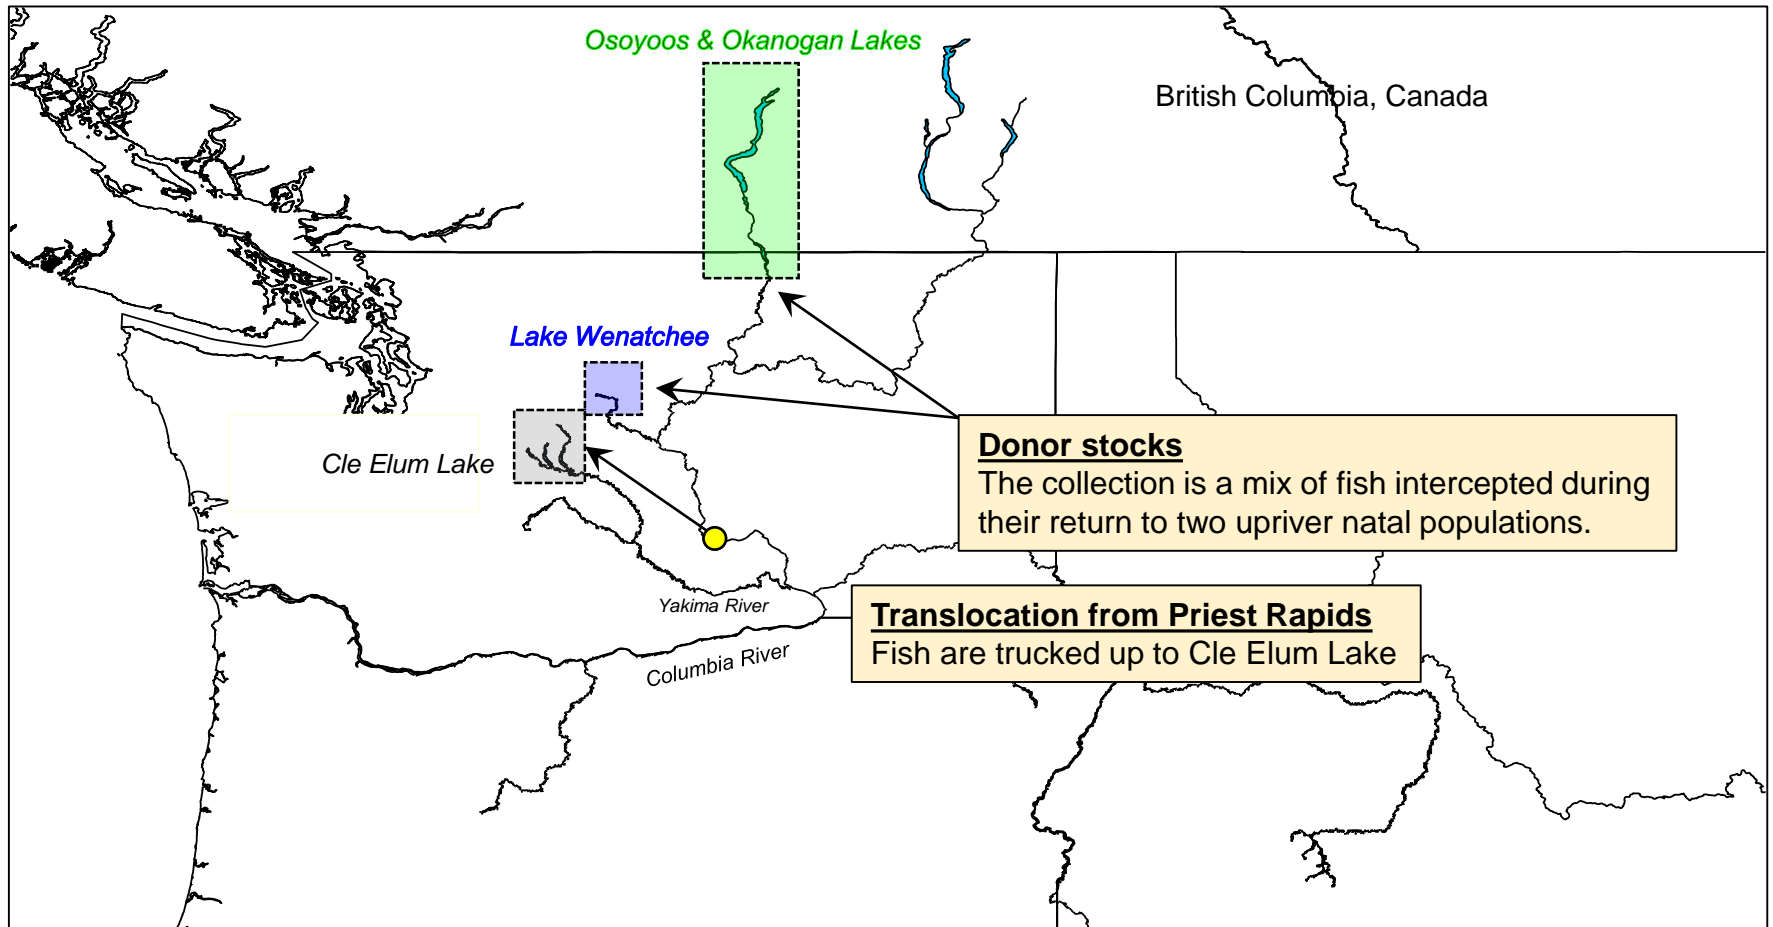 Osoyoos & Okanogan Lakes
British Columbia, Canada
Lake Wenatchee
Cle Elum Lake
Donor stocks
The collection is a mix of fish intercepted during
their return to two upriver natal populations.
Yakima River
Translocation from Priest Rapids
Fish are trucked up to Cle Elum Lake
Columbia River